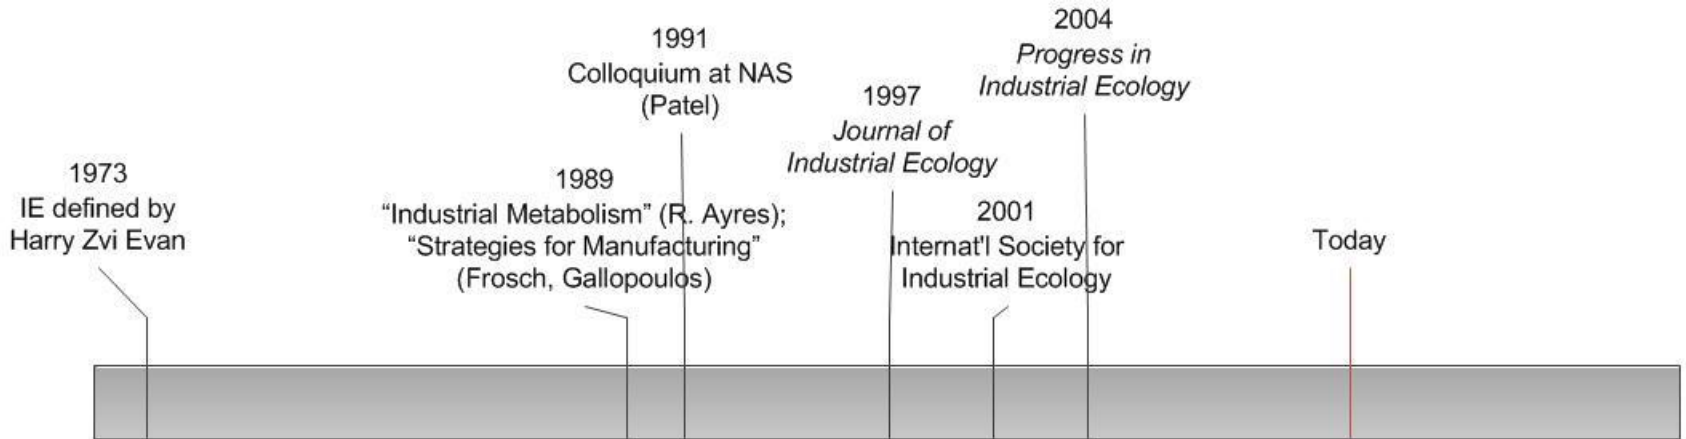 1973
IE defined by
Harry Zvi Evan
1989
“Industrial Metabolism” (R. Ayres);
“Strategies for Manufacturing”
(Frosch, Gallopoulos)
1991
Colloquium at NAS
(Patel)
1997
Journal of
Industrial Ecology
2001
Internat'l Society for
Industrial Ecology
2004
Progress in
Industrial Ecology
Today